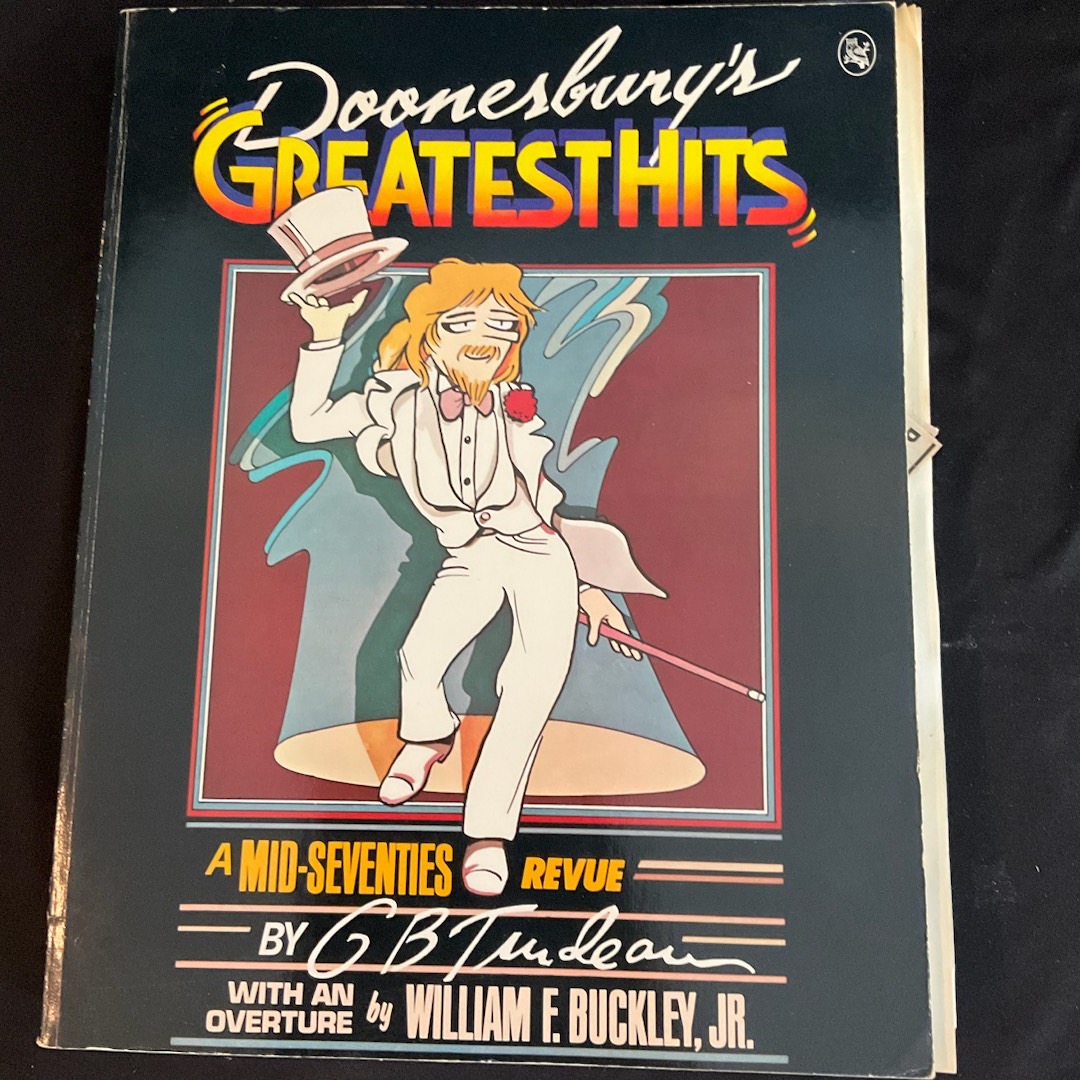 Doonesbury's
GREATEST HITS
A MID-SEVENTIES REVUE
BY G B Trudeau
WITH AN OVERTURE by WILLIAM F. BUCKLEY, JR.
D